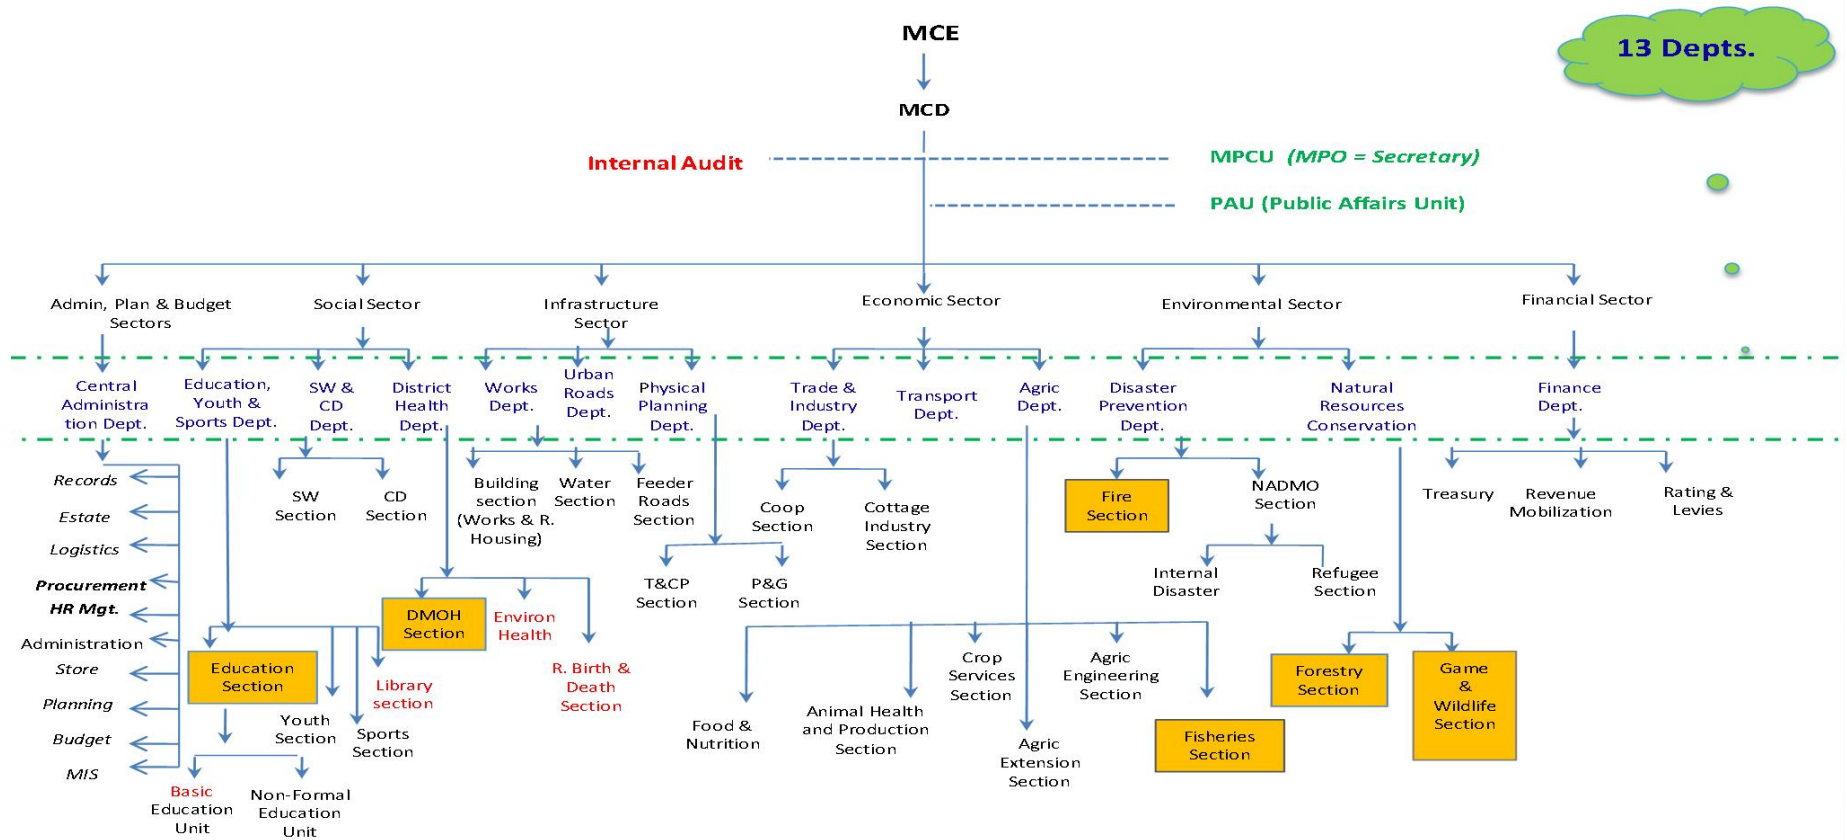 MCE
13 Depts.
MCD
Internal Audit
MPCU (MPO = Secretary)
PAU (Public Affairs Unit)
Admin, Plan & Budget
Sectors
Social Sector
Infrastructure
Sector
Economic Sector
Environmental Sector
Financial Sector
Central
Administra
tion Dept.
Education,
Youth &
Sports Dept.
SW &
CD
Dept.
District
Health
Dept.
Works
Dept.
Urban
Roads
Dept.
Physical
Planning
Dept.
Trade &
Industry
Dept.
Transport
Dept.
Agric
Dept.
Disaster
Prevention
Dept.
Natural
Resources
Conservation
Finance
Dept.
Records
Estate
Logistics
Procurement
HR Mgt.
Administration
Store
Planning
Budget
MIS
SW
Section
CD
Section
Building
section
(Works & R.
Housing)
Water
Section
Feeder
Roads
Section
Coop
Section
Cottage
Industry
Section
Fire
Section
NADMO
Section
Treasury
Revenue
Mobilization
Rating &
Levies
Internal
Disaster
Refugee
Section
T&CP
Section
P&G
Section
DMOH
Section
Environ
Health
R. Birth &
Death
Section
Education
Section
Youth
Section
Sports
Section
Library
section
Basic
Education
Unit
Non-Formal
Education
Unit
Food &
Nutrition
Animal Health
and Production
Section
Crop
Services
Section
Agric
Extension
Section
Agric
Engineering
Section
Fisheries
Section
Forestry
Section
Game
&
Wildlife
Section